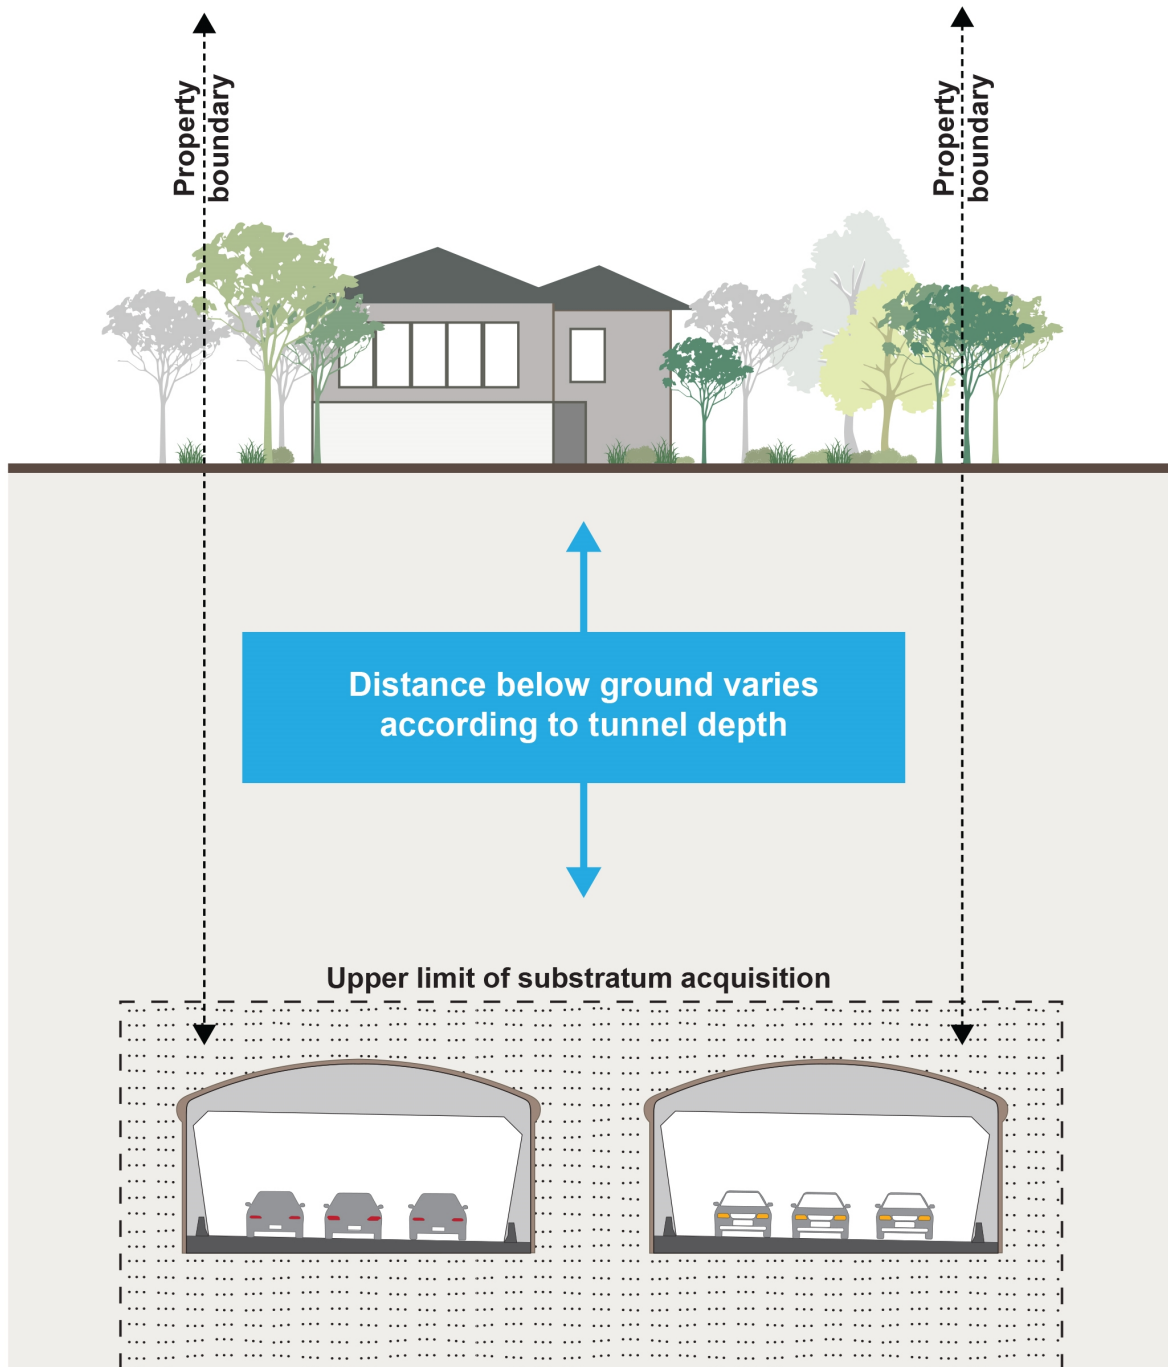 Property
boundary
Property
boundary
Distance below ground varies
according to tunnel depth
Upper limit of substratum acquisition